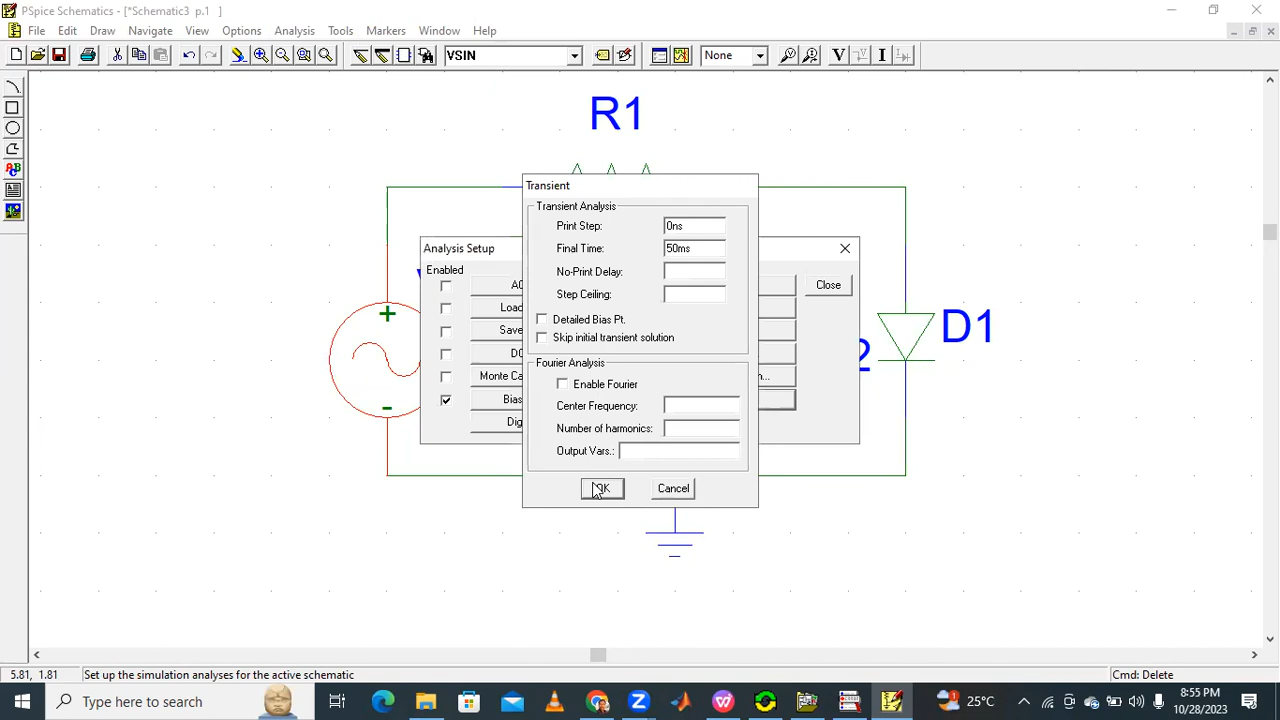 PSpice Schematics - [*Schematic3 p.1 ]
File Edit Draw Navigate View Options Analysis Tools Markers Window Help
VSIN
None
V
I
R1
Transient
Transient Analysis
Print Step: 0ns
Final Time: 50ms
No-Print Delay:
Step Ceiling:
Detailed Bias Pt.
Skip initial transient solution
Fourier Analysis
Enable Fourier
Center Frequency:
Number of harmonics:
Output Vars.:
OK Cancel
Analysis Setup
Enabled
Close
D1
2
5.81, 1.81 Set up the simulation analyses for the active schematic Cmd: Delete
Type here to search
25°C
8:55 PM
10/28/2023